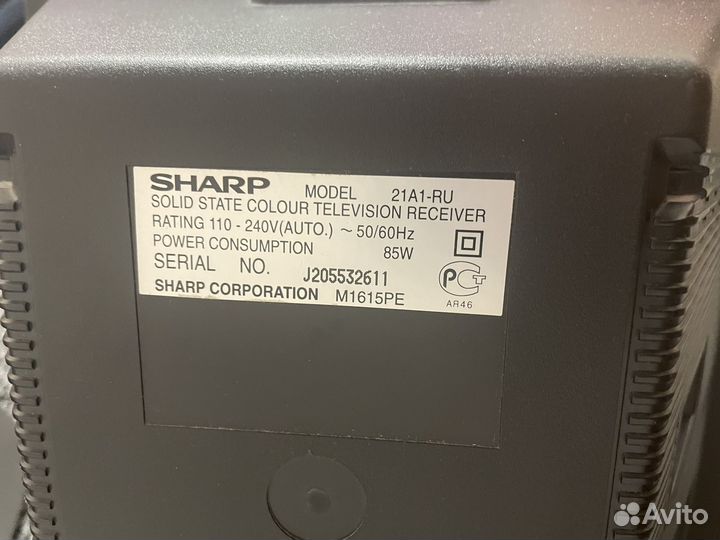 SHARP MODEL 21A1-RU
SOLID STATE COLOUR TELEVISION RECEIVER
RATING 110 - 240V(AUTO.) ~ 50/60Hz
POWER CONSUMPTION 85W
SERIAL NO. J205532611
SHARP CORPORATION M1615PE
РСТ
AR46
Avito